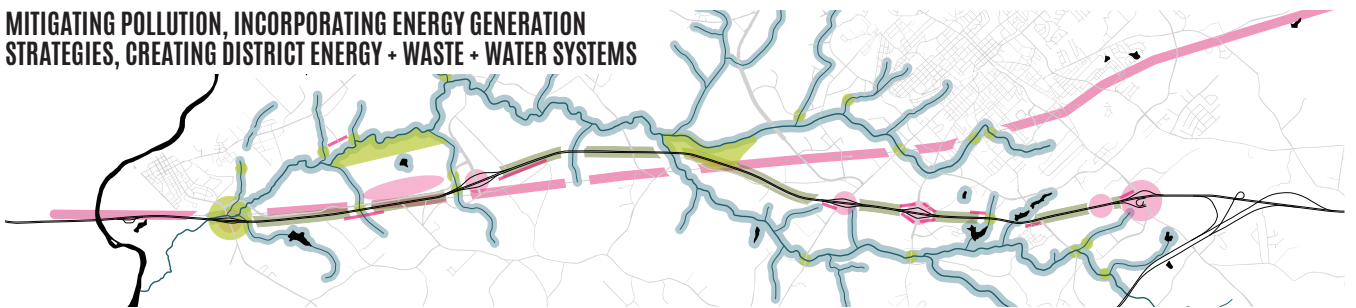 MITIGATING POLLUTION, INCORPORATING ENERGY GENERATION
STRATEGIES, CREATING DISTRICT ENERGY + WASTE + WATER SYSTEMS